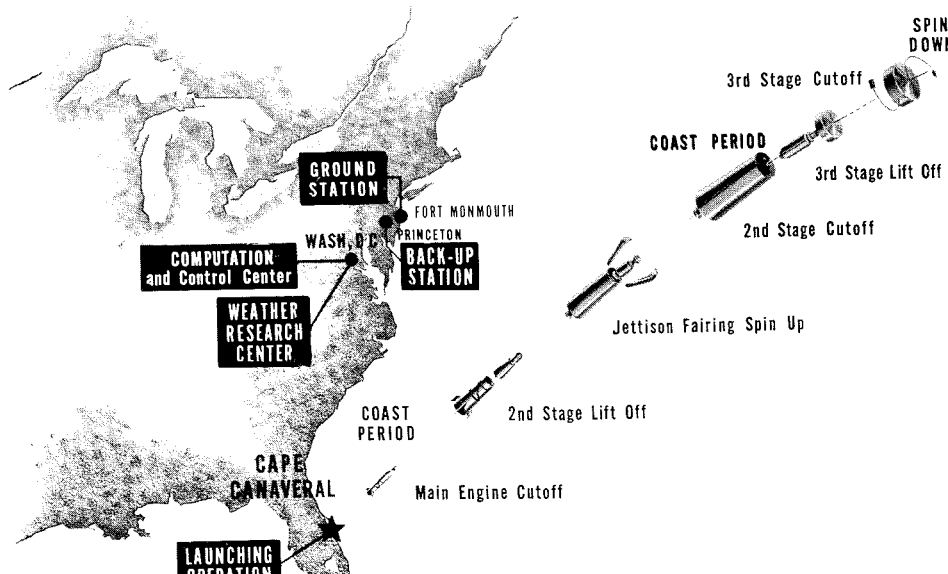 SPIN
DOWN
3rd Stage Cutoff
COAST PERIOD
3rd Stage Lift Off
GROUND
STATION
FORT MONMOUTH
2nd Stage Cutoff
PRINCETON
WASH, D C
COMPUTATION
and Control Center
BACK-UP
STATION
WEATHER
RESEARCH
CENTER
Jettison Fairing Spin Up
COAST
PERIOD
2nd Stage Lift Off
CAPE
CANAVERAL
Main Engine Cutoff
LAUNCHING
OPERATION